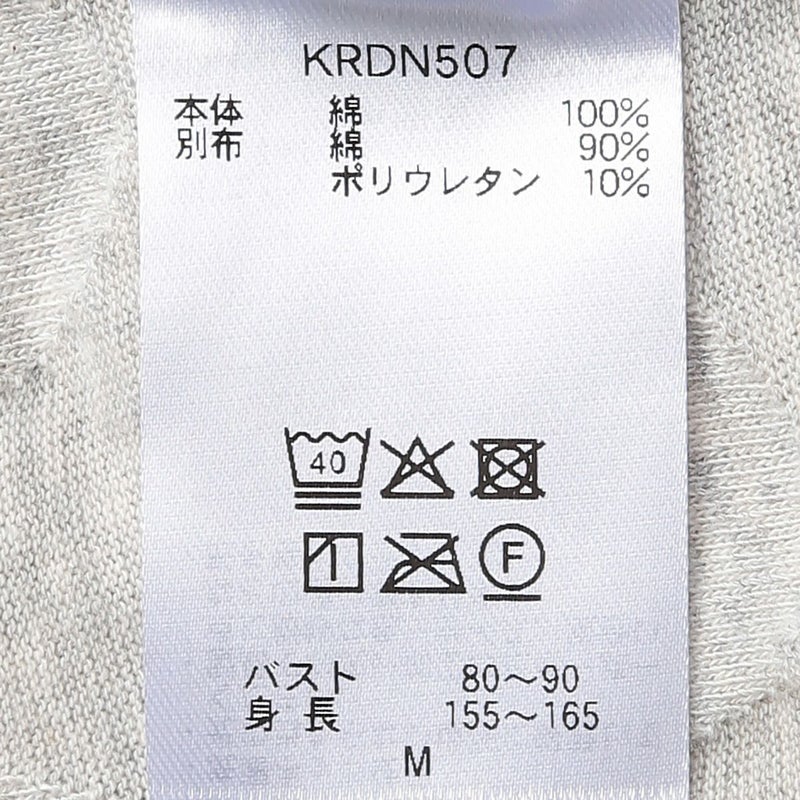 KRDN507
本体 綿 100%
別布 綿 90%
ポリウレタン 10%
40
F
バスト 80〜90
身長 155〜165
M